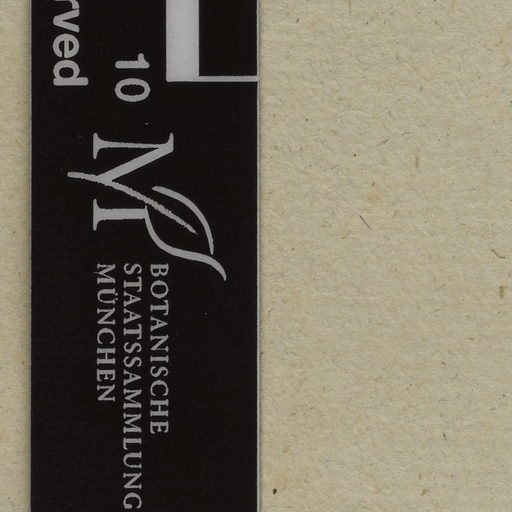 10
rved
BOTANISCHE
STAATSSAMMLUNG
MÜNCHEN